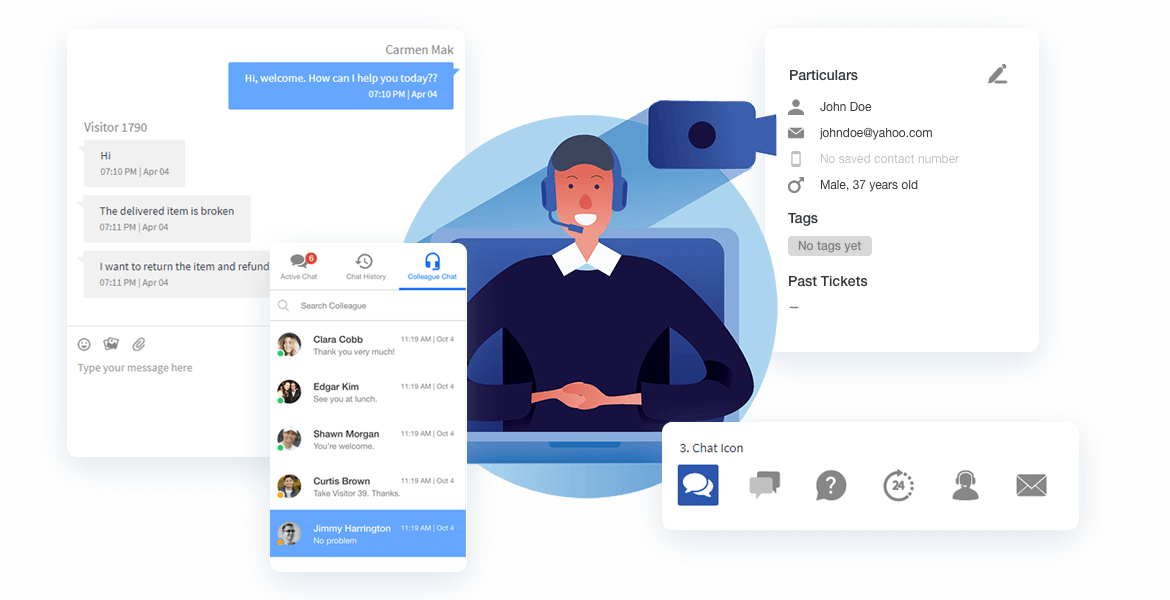 Carmen Mak
Hi, welcome. How can I help you today??
07:10 PM | Apr 04
Visitor 1790
Hi
07:10 PM | Apr 04
The delivered item is broken
07:11 PM | Apr 04
I want to return the item and refund
07:11 PM | Apr 04
Type your message here
6
Active Chat
Chat History
Colleague Chat
Search Colleague
Clara Cobb
11:19 AM | Oct 4
Thank you very much!
Edgar Kim
11:19 AM | Oct 4
See you at lunch.
Shawn Morgan
11:19 AM | Oct 4
You're welcome.
Curtis Brown
11:19 AM | Oct 4
Take Visitor 39. Thanks.
Jimmy Harrington
11:19 AM | Oct 4
No problem
Particulars
John Doe
johndoe@yahoo.com
No saved contact number
Male, 37 years old
Tags
No tags yet
Past Tickets
–
3. Chat Icon
?
24